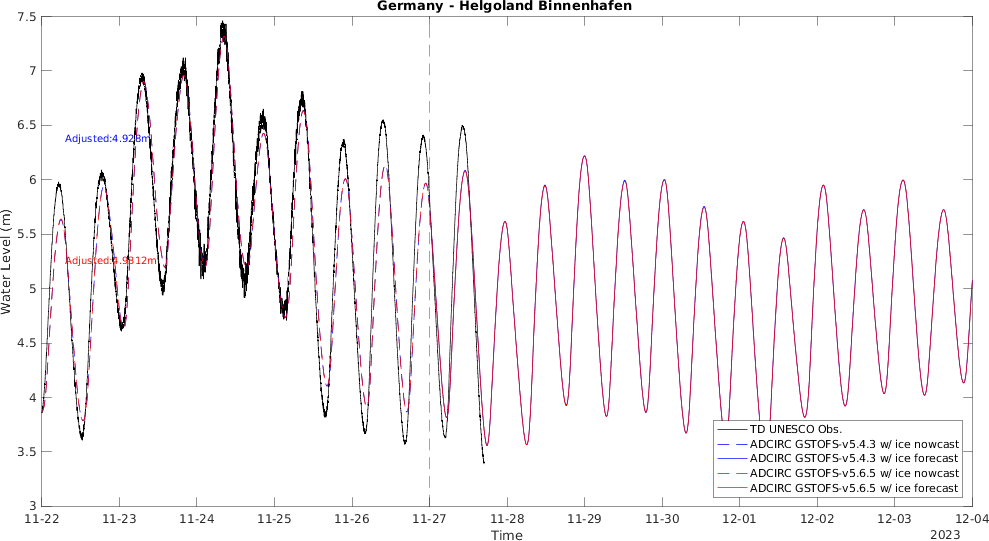 Germany - Helgoland Binnenhafen
7.5
7
6.5
6
5.5
5
4.5
4
3.5
3
Water Level (m)
Adjusted:4.928m
Adjusted:4.9312m
TD UNESCO Obs.
ADCIRC GSTOFS-v5.4.3 w/ ice nowcast
ADCIRC GSTOFS-v5.4.3 w/ ice forecast
ADCIRC GSTOFS-v5.6.5 w/ ice nowcast
ADCIRC GSTOFS-v5.6.5 w/ ice forecast
11-22 11-23 11-24 11-25 11-26 11-27 11-28 11-29 11-30 12-01 12-02 12-03 12-04
Time
2023